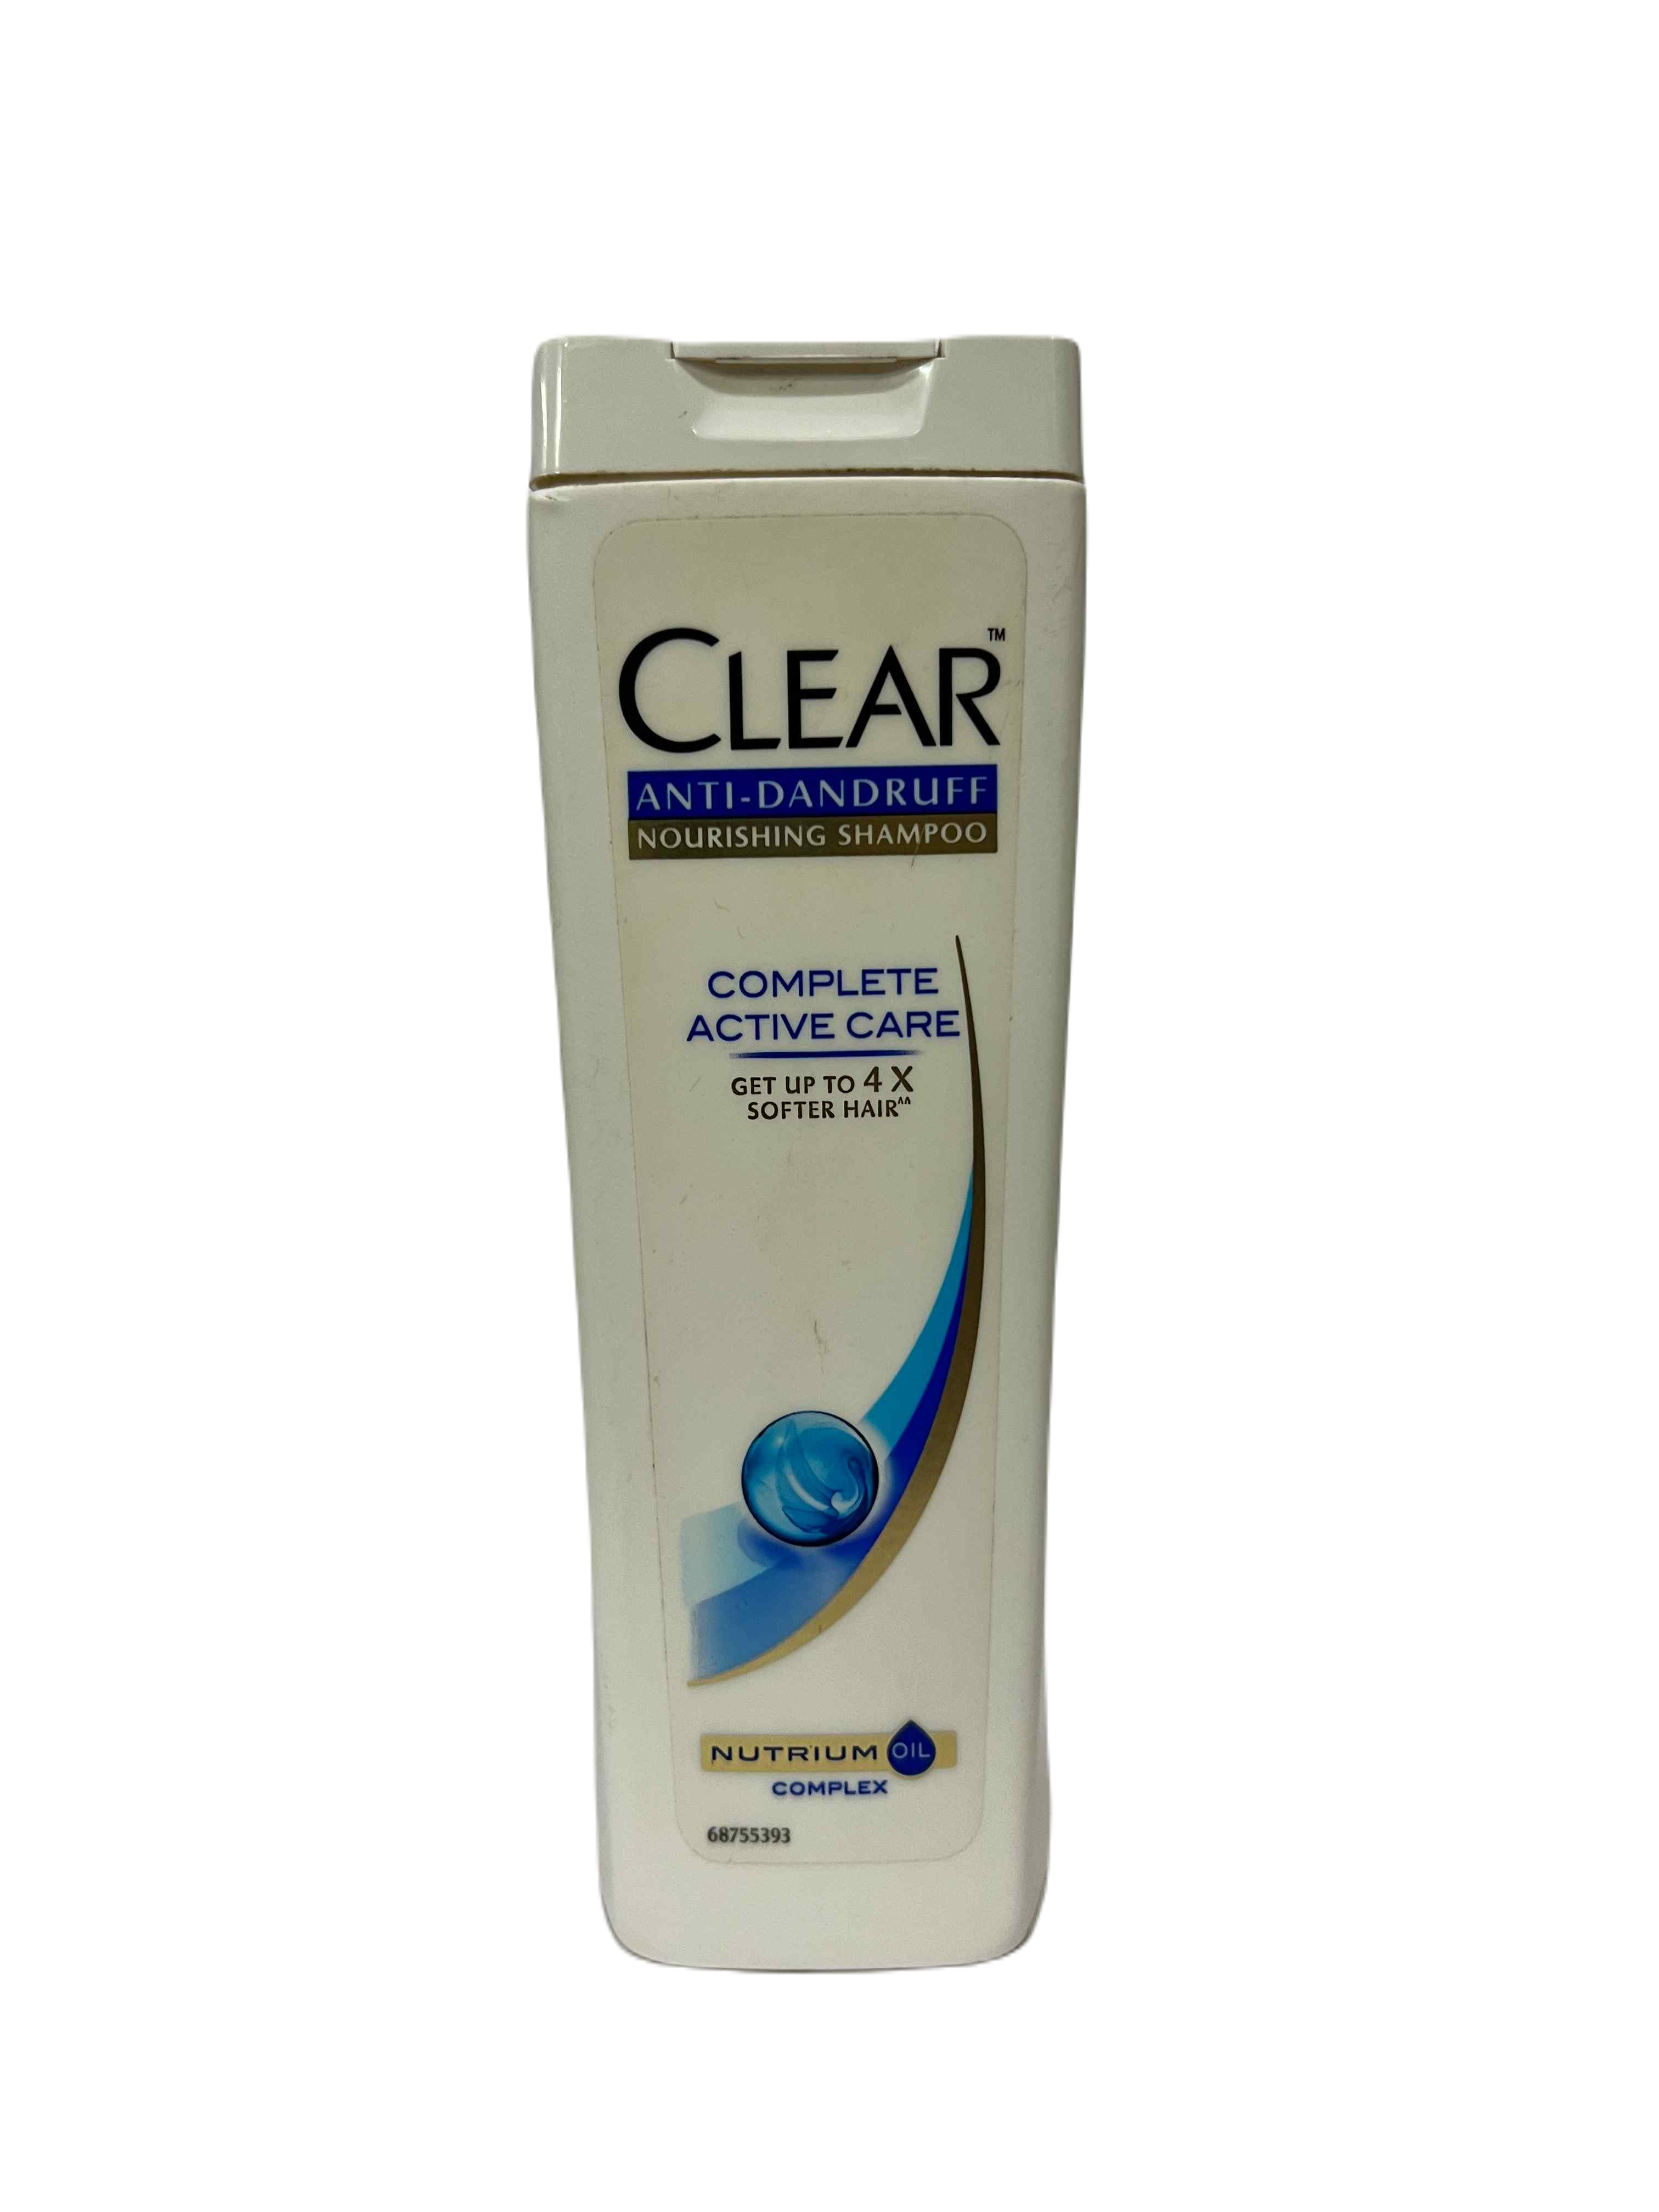 CLEAR™
ANTI-DANDRUFF
NOURISHING SHAMPOO
COMPLETE
ACTIVE CARE
GET UP TO 4 X
SOFTER HAIR^^
NUTRIUM OIL
COMPLEX
68755393